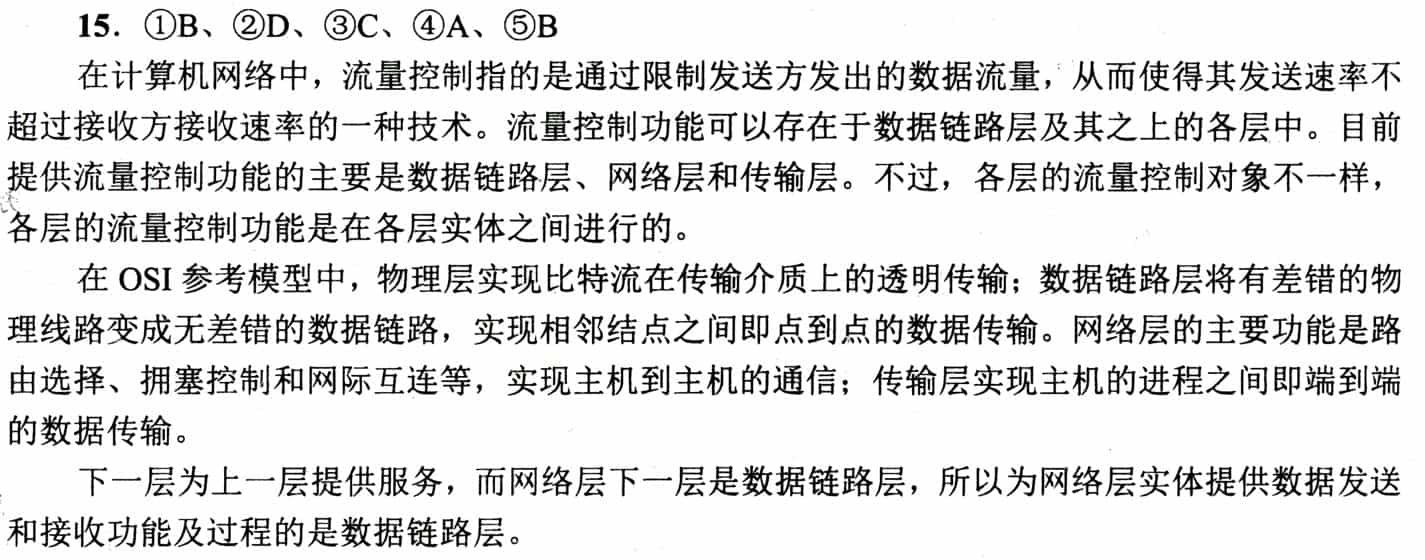 15. ①B、②D、③C、④A、⑤B
在计算机网络中，流量控制指的是通过限制发送方发出的数据流量，从而使得其发送速率不
超过接收方接收速率的一种技术。流量控制功能可以存在于数据链路层及其之上的各层中。目前
提供流量控制功能的主要是数据链路层、网络层和传输层。不过，各层的流量控制对象不一样，
各层的流量控制功能是在各层实体之间进行的。
在 OSI 参考模型中，物理层实现比特流在传输介质上的透明传输；数据链路层将有差错的物
理线路变成无差错的数据链路，实现相邻结点之间即点到点的数据传输。网络层的主要功能是路
由选择、拥塞控制和网际互连等，实现主机到主机的通信；传输层实现主机的进程之间即端到端
的数据传输。
下一层为上一层提供服务，而网络层下一层是数据链路层，所以为网络层实体提供数据发送
和接收功能及过程的是数据链路层。